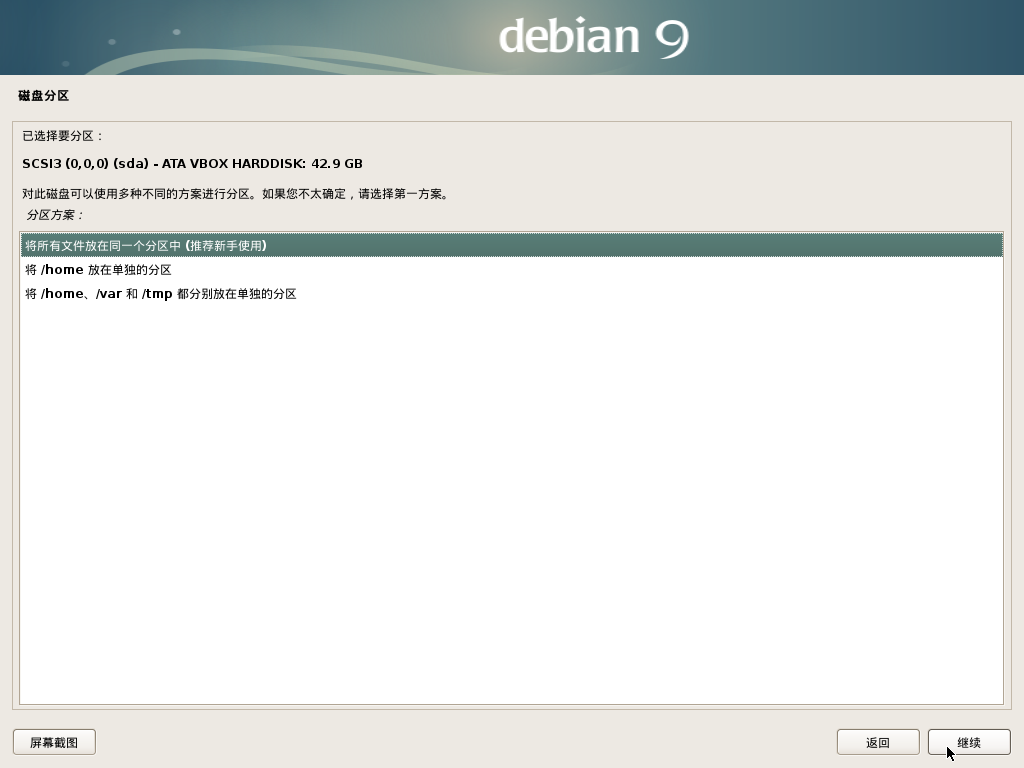 debian 9
磁盘分区
已选择要分区：
SCSI3 (0,0,0) (sda) - ATA VBOX HARDDISK: 42.9 GB
对此磁盘可以使用多种不同的方案进行分区。如果您不太确定，请选择第一方案。
分区方案：
将所有文件放在同一个分区中 (推荐新手使用)
将 /home 放在单独的分区
将 /home、/var 和 /tmp 都分别放在单独的分区
屏幕截图
返回
继续